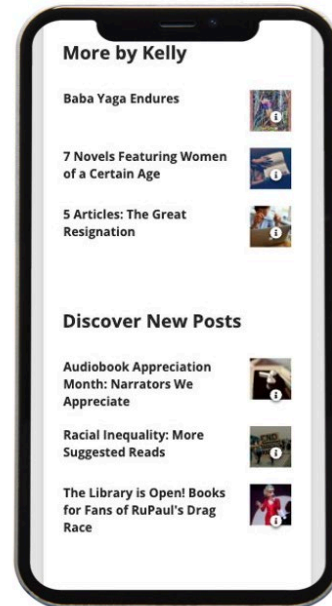 More by Kelly
Baba Yaga Endures
7 Novels Featuring Women
of a Certain Age
5 Articles: The Great
Resignation
Discover New Posts
Audiobook Appreciation
Month: Narrators We
Appreciate
Racial Inequality: More
Suggested Reads
The Library is Open! Books
for Fans of RuPaul's Drag
Race